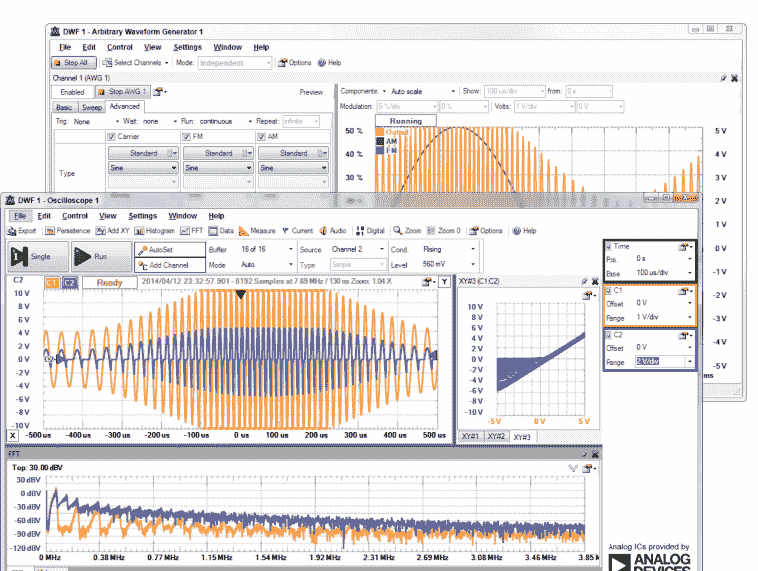 DWF 1 - Arbitrary Waveform Generator 1
File Edit Control View Settings Window Help
Stop All Select Channels Mode: Independent Options Help
Channel 1 (AWG 1)
Enabled Stop AWG 1 Preview
Components: Auto scale Show: 100 us/div from: 0 s
Basic Sweep Advanced
Modulation: 5 %/div 0 % Volts: 1 V/div 0 V
Trig: None Wait: none Run: continuous Repeat: infinite
Running
Carrier FM AM
Standard Standard Standard
Type Sine Sine Sine
50 % Output 5 V
40 % AM 4 V
FM
30 % 3 V
2 V
1 V
0 V
-1 V
-2 V
-3 V
-4 V
-5 V
ms
DWF 1 - Oscilloscope 1
File Edit Control View Settings Window Help
Export Persistence Add XY Histogram FFT Data Measure Current Audio Digital Zoom Zoom 0 Options Help
Single Run AutoSet Buffer 16 of 16 Source Channel 2 Cond. Rising
Add Channel Mode Auto Type Simple Level 560 mV
C2 C1 C2 Ready 2014/04/12 23:32:57.901 - 8192 Samples at 7.69 MHz / 130 ns Zoom: 1.04 X Y
10 V
8 V
6 V
4 V
2 V
0 V
-2 V
-4 V
-6 V
-8 V
-10 V
X -500 us -400 us -300 us -200 us -100 us 0 us 100 us 200 us 300 us 400 us 500 us
XY#3 (C1:C2)
10 V
8 V
6 V
4 V
2 V
0 V
-2 V
-4 V
-6 V
-8 V
-10 V
-5 V 0 V 5 V
XY#1 XY#2 XY#3
Time
Pos. 0 s
Base 100 us/div
C1
Offset 0 V
Range 1 V/div
C2
Offset 0 V
Range 2 V/div
FFT
Top: 30.00 dBV
30 dBV
0 dBV
-30 dBV
-60 dBV
-90 dBV
-120 dBV
0 MHz 0.38 MHz 0.77 MHz 1.15 MHz 1.54 MHz 1.92 MHz 2.31 MHz 2.69 MHz 3.08 MHz 3.46 MHz 3.85 M
Analog ICs provided by
ANALOG
DEVICES